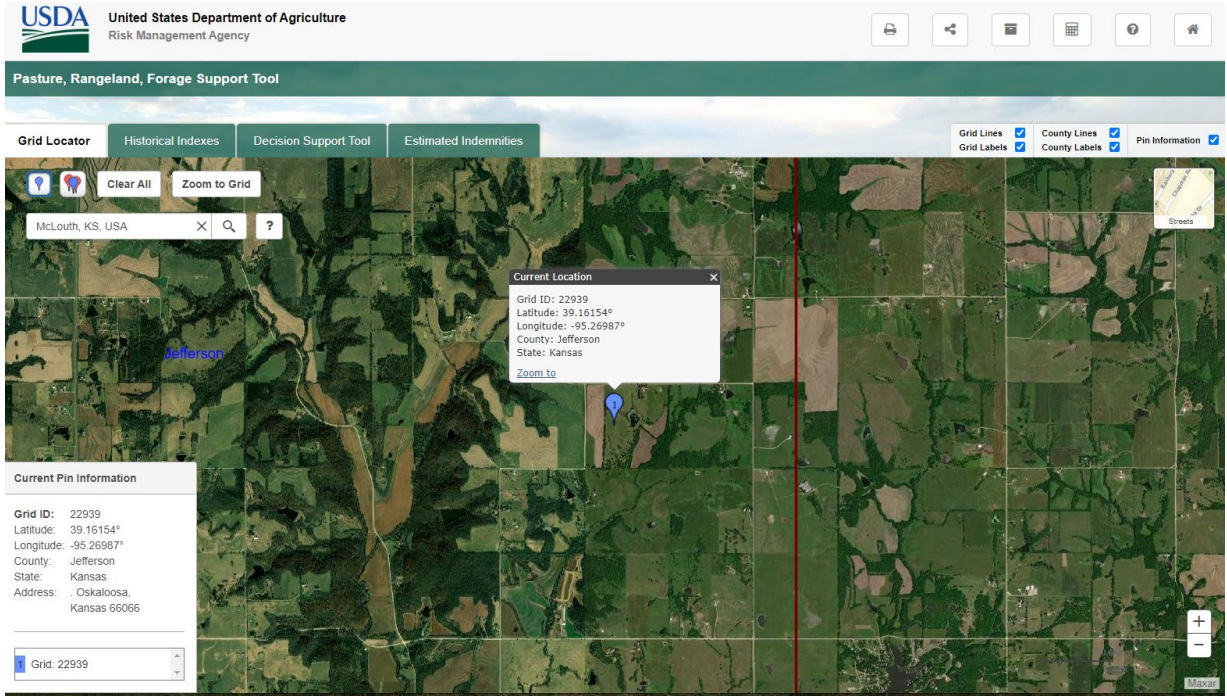 USDA
United States Department of Agriculture
Risk Management Agency
Pasture, Rangeland, Forage Support Tool
Grid Locator
Historical Indexes
Decision Support Tool
Estimated Indemnities
Grid Lines
Grid Labels
County Lines
County Labels
Pin Information
Clear All
Zoom to Grid
McLouth, KS, USA
?
Streets
Current Location
Grid ID: 22939
Latitude: 39.16154°
Longitude: -95.26987°
County: Jefferson
State: Kansas
Zoom to
Jefferson
1
Current Pin Information
Grid ID: 22939
Latitude: 39.16154°
Longitude: -95.26987°
County: Jefferson
State: Kansas
Address: . Oskaloosa,
Kansas 66066
1 Grid: 22939
+
−
Maxar